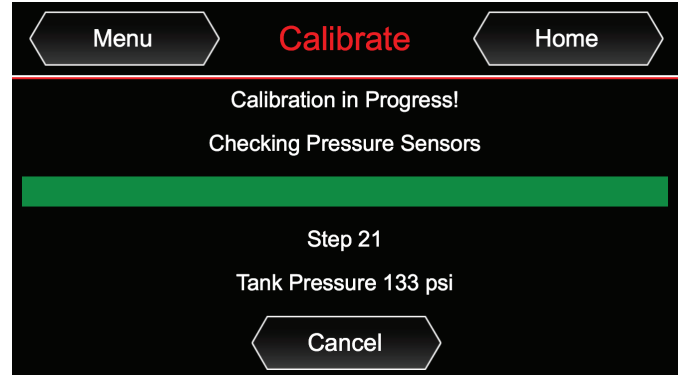 Menu
Calibrate
Home
Calibration in Progress!
Checking Pressure Sensors
Step 21
Tank Pressure 133 psi
Cancel